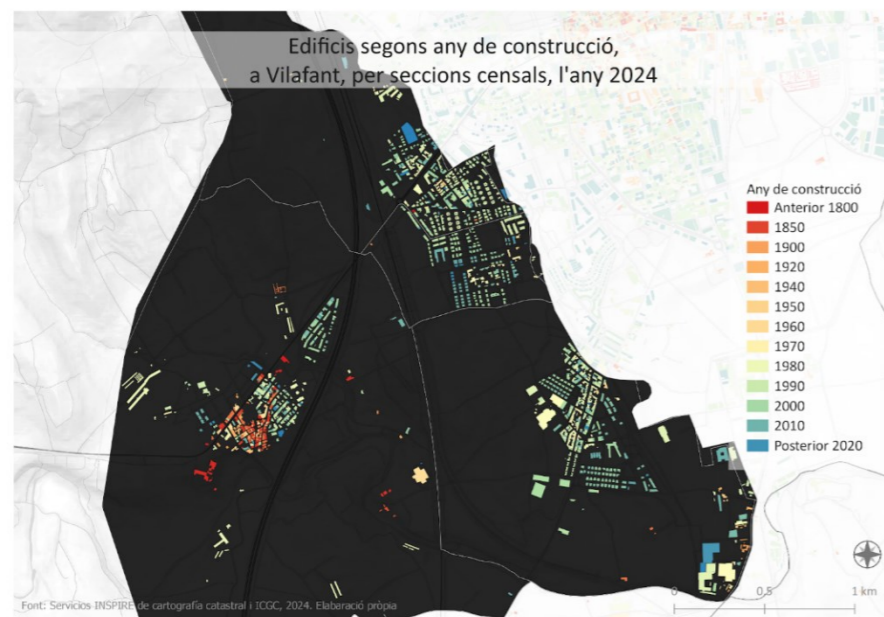 Edificis segons any de construcció,
a Vilafant, per seccions censals, l'any 2024
Any de construcció
Anterior 1800
1850
1900
1920
1940
1950
1960
1970
1980
1990
2000
2010
Posterior 2020
Font: Servicios INSPIRE de cartografía catastral i ICGC, 2024. Elabaració pròpia
0 0,5 1 km